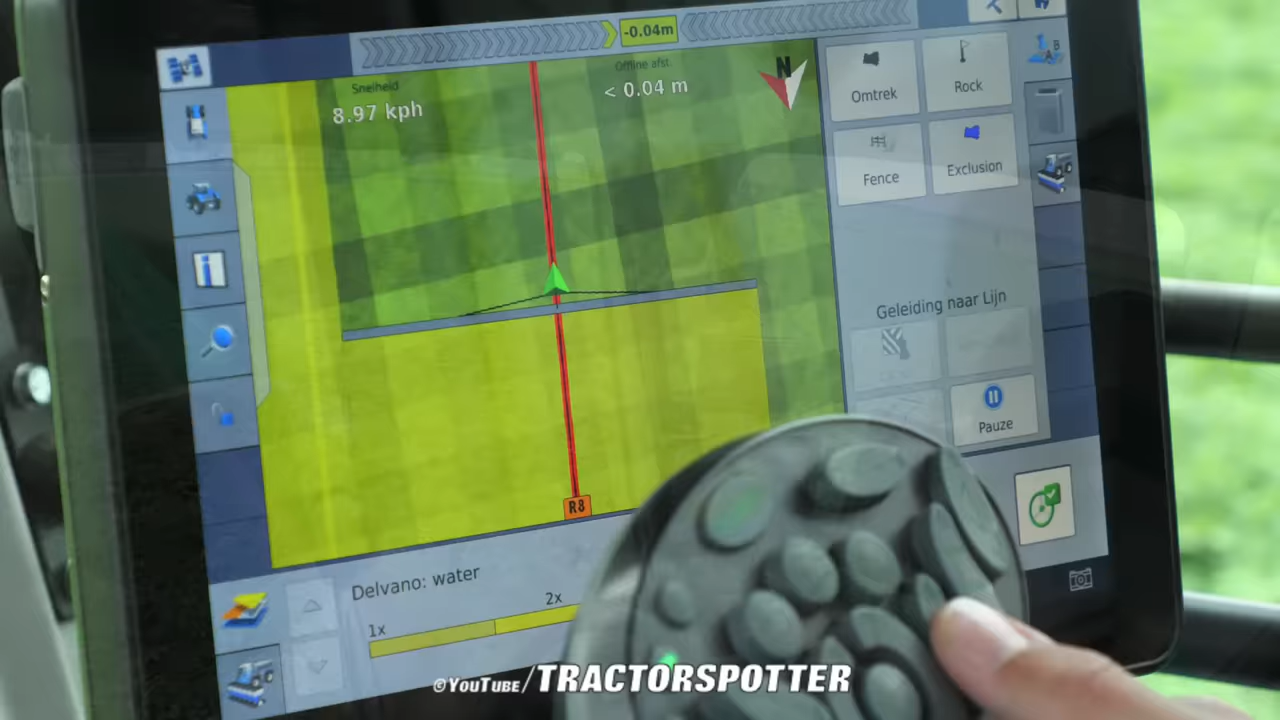 -0.04m
Snelheid
8.97 kph
Offline afst.
< 0.04 m
N
Omtrek
Rock
Fence
Exclusion
A B
Geleiding naar Lijn
Pauze
R8
Delvano: water
1x
2x
©YouTube/TRACTORSPOTTER